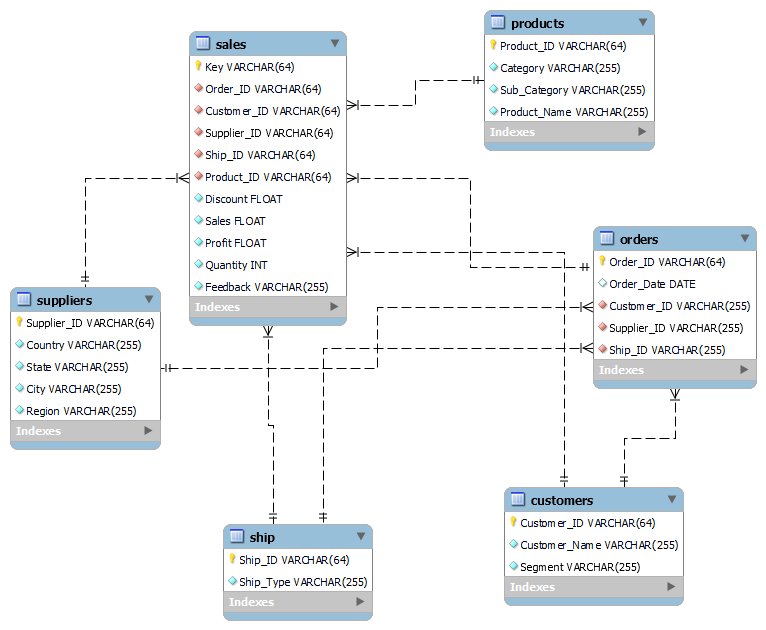 sales
Key VARCHAR(64)
Order_ID VARCHAR(64)
Customer_ID VARCHAR(64)
Supplier_ID VARCHAR(64)
Ship_ID VARCHAR(64)
Product_ID VARCHAR(64)
Discount FLOAT
Sales FLOAT
Profit FLOAT
Quantity INT
Feedback VARCHAR(255)
Indexes
products
Product_ID VARCHAR(64)
Category VARCHAR(255)
Sub_Category VARCHAR(255)
Product_Name VARCHAR(255)
Indexes
suppliers
Supplier_ID VARCHAR(64)
Country VARCHAR(255)
State VARCHAR(255)
City VARCHAR(255)
Region VARCHAR(255)
Indexes
orders
Order_ID VARCHAR(64)
Order_Date DATE
Customer_ID VARCHAR(255)
Supplier_ID VARCHAR(255)
Ship_ID VARCHAR(255)
Indexes
ship
Ship_ID VARCHAR(64)
Ship_Type VARCHAR(255)
Indexes
customers
Customer_ID VARCHAR(64)
Customer_Name VARCHAR(255)
Segment VARCHAR(255)
Indexes